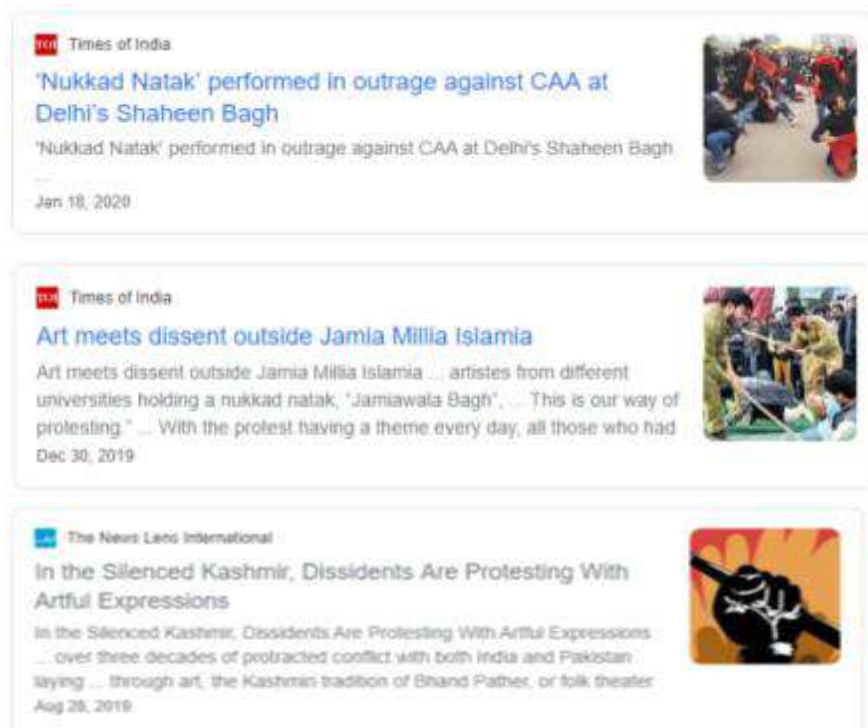 TOI Times of India
'Nukkad Natak' performed in outrage against CAA at
Delhi's Shaheen Bagh
'Nukkad Natak' performed in outrage against CAA at Delhi's Shaheen Bagh
...
Jan 18, 2020
TOI Times of India
Art meets dissent outside Jamia Millia Islamia
Art meets dissent outside Jamia Millia Islamia ... artistes from different
universities holding a nukkad natak, "Jamiawala Bagh", ... This is our way of
protesting." ... With the protest having a theme every day, all those who had
Dec 30, 2019
The News Lens International
In the Silenced Kashmir, Dissidents Are Protesting With
Artful Expressions
In the Silenced Kashmir, Dissidents Are Protesting With Artful Expressions
... over three decades of protracted conflict with both India and Pakistan
laying ... through art, the Kashmiri tradition of Bhand Pather, or folk theater
Aug 28, 2019